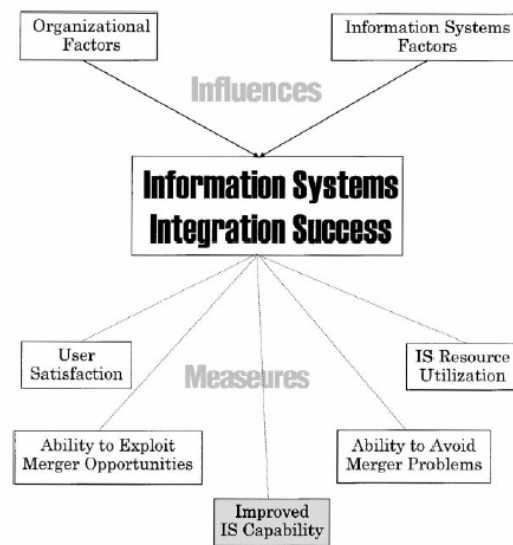 Organizational
Factors
Information Systems
Factors
Influences
Information Systems
Integration Success
User
Satisfaction
Measeures
IS Resource
Utilization
Ability to Exploit
Merger Opportunities
Ability to Avoid
Merger Problems
Improved
IS Capability